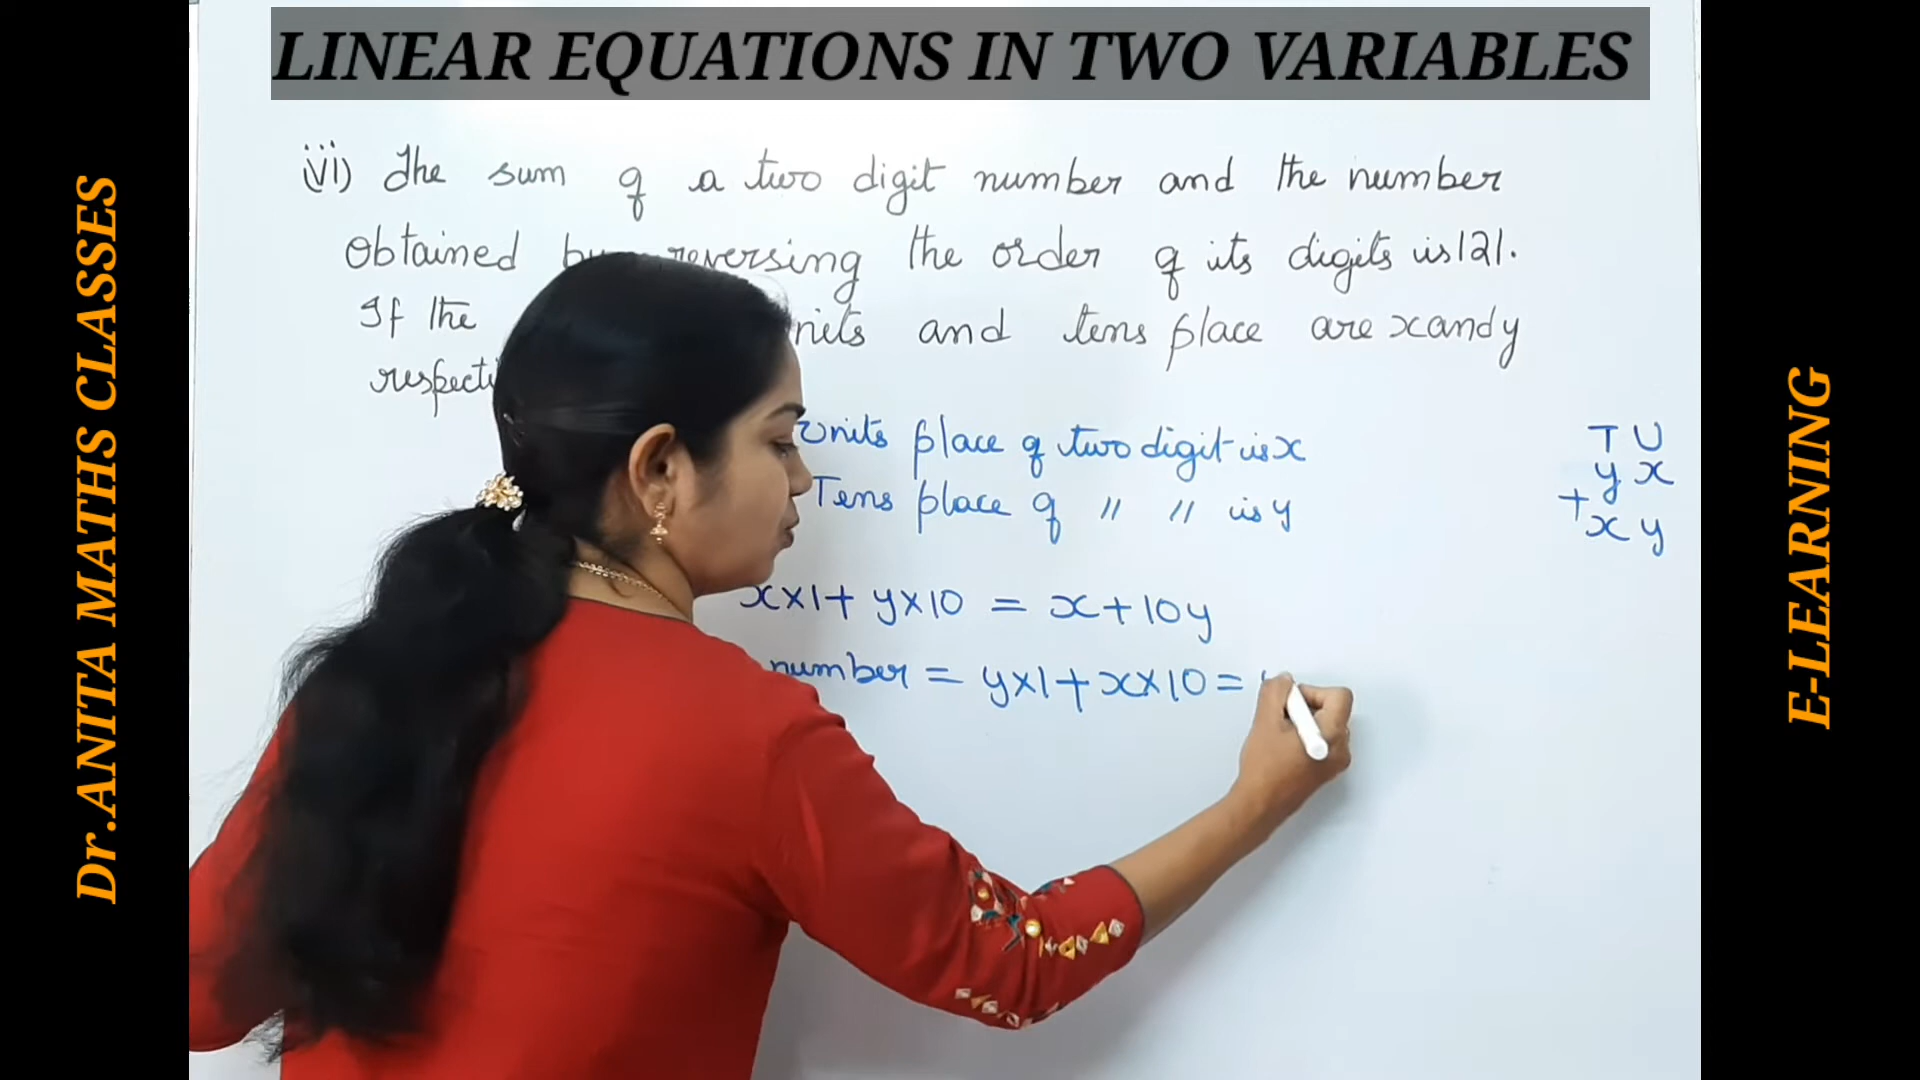 LINEAR EQUATIONS IN TWO VARIABLES
Dr.ANITA MATHS CLASSES
E-LEARNING
(vi) The sum of a two digit number and the number
Obtained reversing the order of its digits is 121.
If the and tens place are x and y
Units place of two digit is x
Tens place of " " is y
T U
y x
+ x y
x×1+ y×10 = x+10y
number = y×1+x×10=